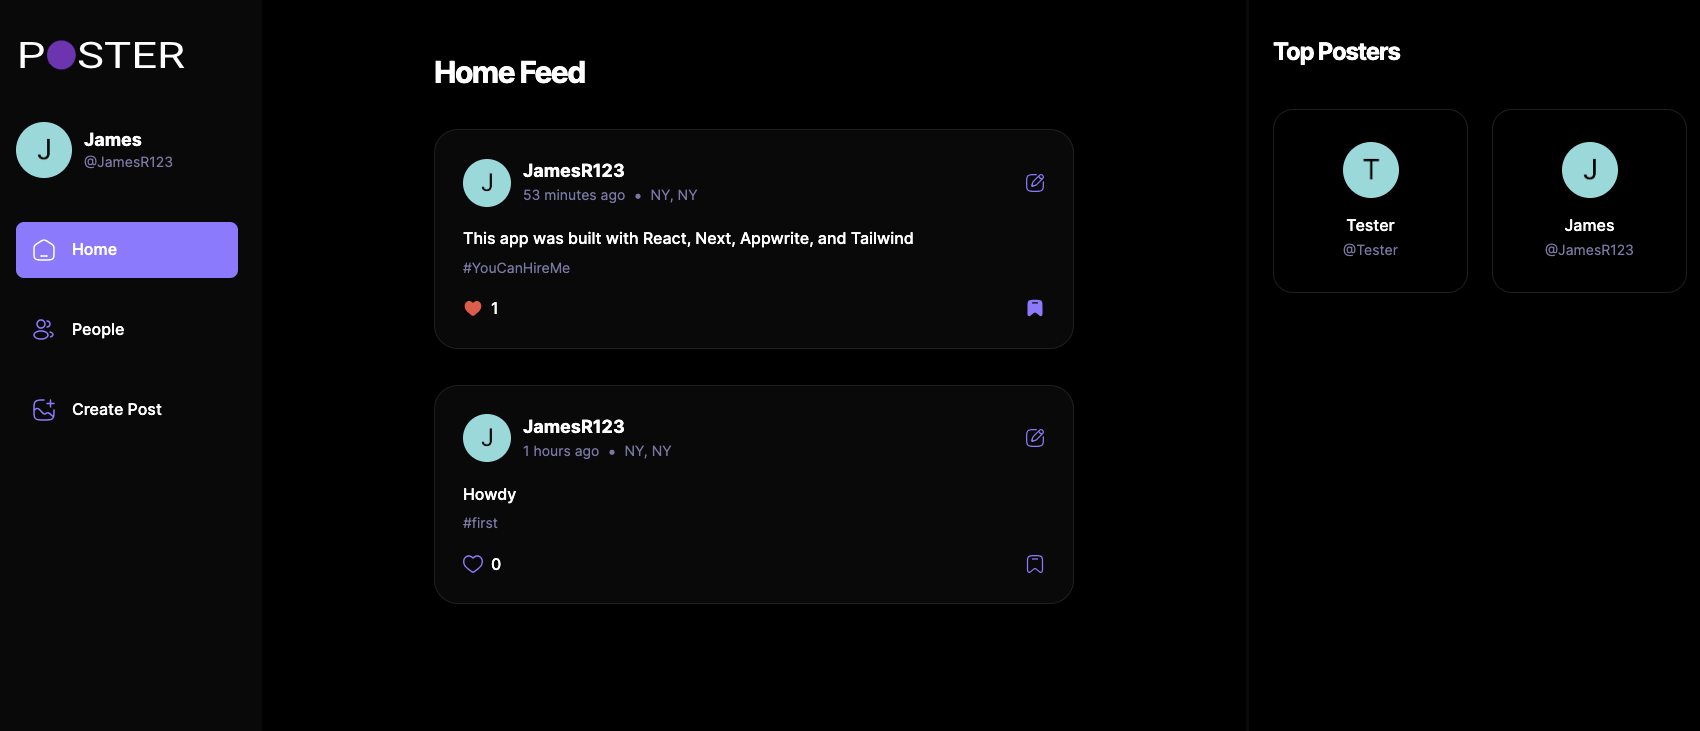 POSTER
J
James
@JamesR123
Home
People
Create Post
Home Feed
J
JamesR123
53 minutes ago • NY, NY
This app was built with React, Next, Appwrite, and Tailwind
#YouCanHireMe
1
J
JamesR123
1 hours ago • NY, NY
Howdy
#first
0
Top Posters
T
Tester
@Tester
J
James
@JamesR123